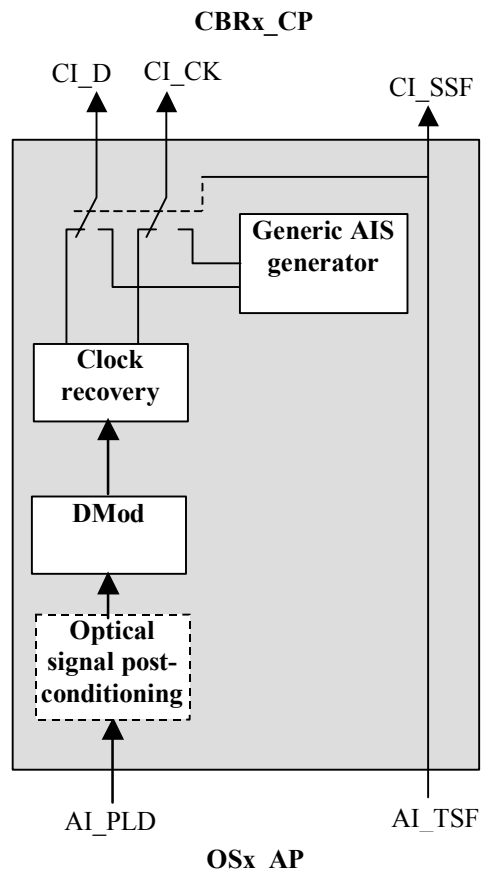 CBRx_CP
CI_D
CI_CK
CI_SSF
Generic AIS
generator
Clock
recovery
DMod
Optical
signal post-
conditioning
AI_PLD
AI_TSF
OSx_AP